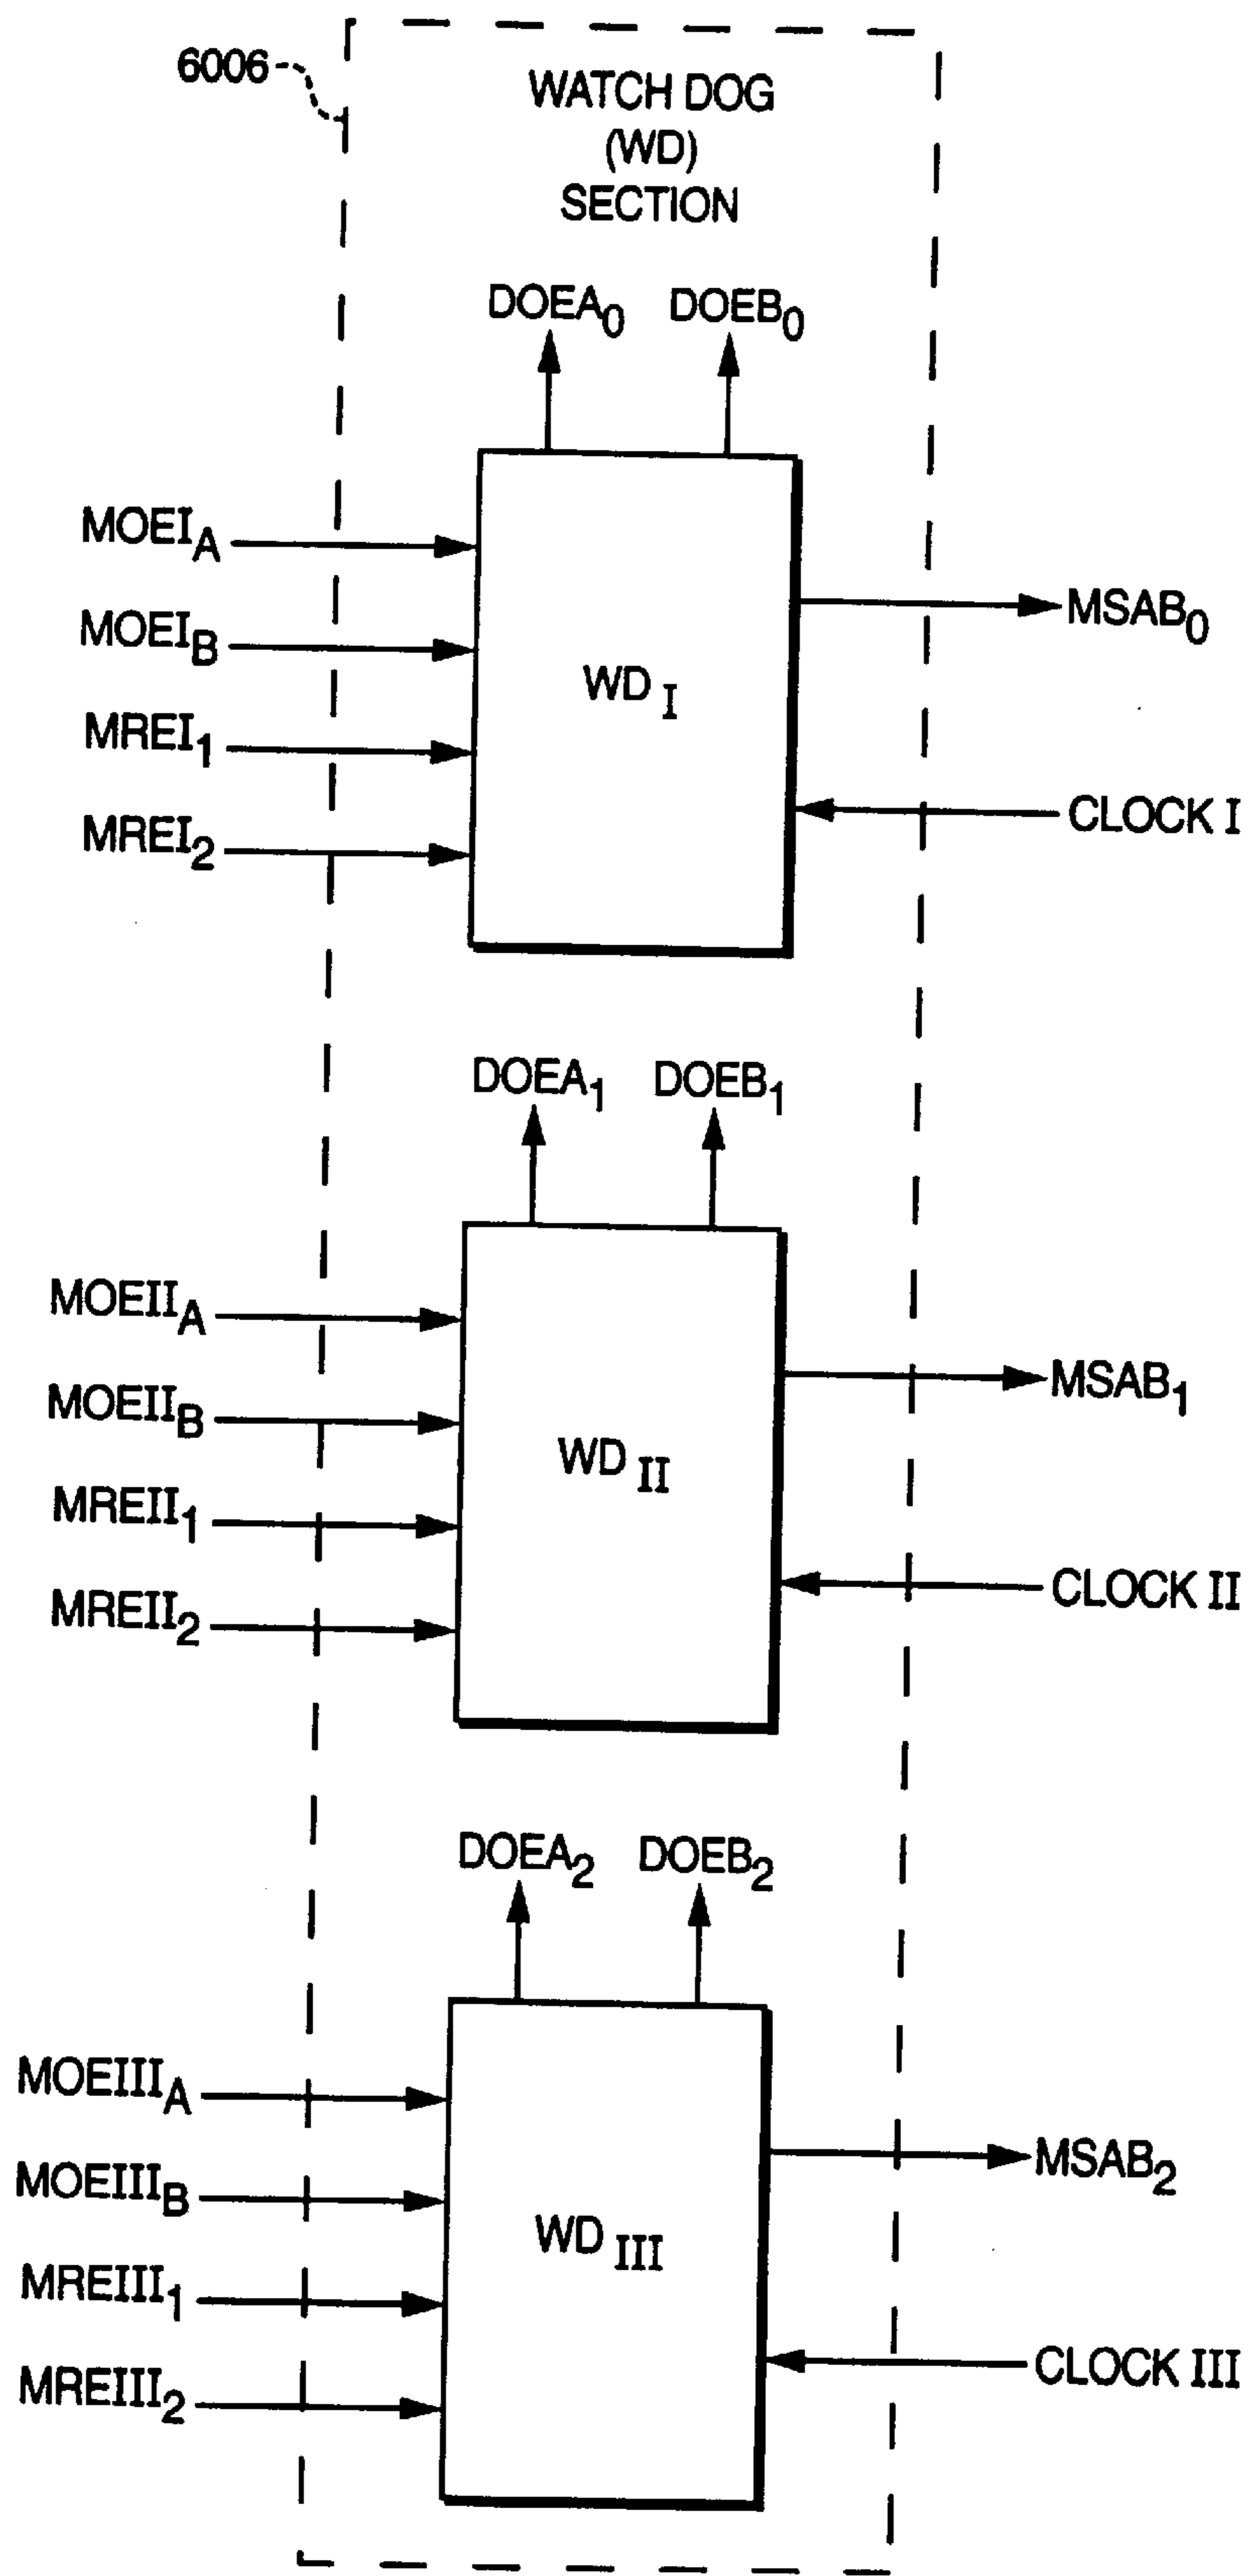 6006
WATCH DOG
(WD)
SECTION
DOEA0 DOEB0
MOEIA
MOEIB
MREI1
MREI2
WD I
MSAB0
CLOCK I
DOEA1 DOEB1
MOEIIA
MOEIIB
MREII1
MREII2
WD II
MSAB1
CLOCK II
DOEA2 DOEB2
MOEIIIA
MOEIIIB
MREIII1
MREIII2
WD III
MSAB2
CLOCK III